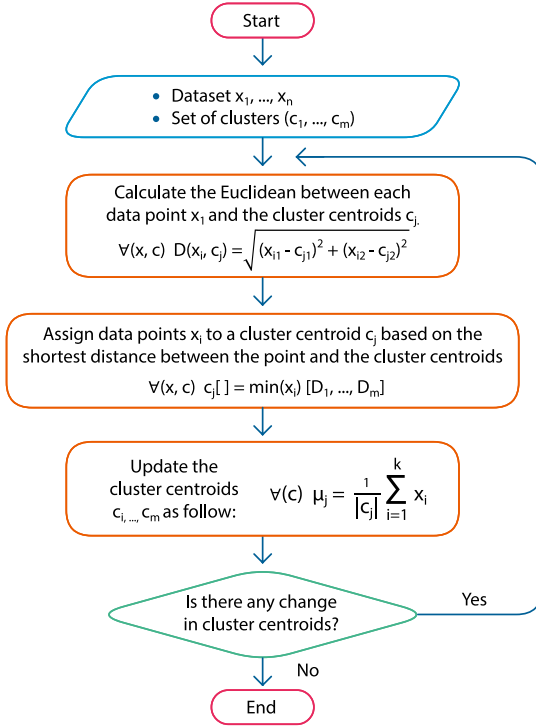 Start
• Dataset x₁, ..., xₙ
• Set of clusters (c₁, ..., cₘ)
Calculate the Euclidean between each
data point x₁ and the cluster centroids cⱼ.
∀(x, c) D(xᵢ, cⱼ) = √(xᵢ₁ - cⱼ₁)² + (xᵢ₂ - cⱼ₂)²
Assign data points xᵢ to a cluster centroid cⱼ based on the
shortest distance between the point and the cluster centroids
∀(x, c) cⱼ[ ] = min(xᵢ) [D₁, ..., Dₘ]
Update the
cluster centroids
cᵢ, ..., cₘ as follow:
∀(c) μⱼ = 1/|cⱼ| ∑ᵢ₌₁ᵏ xᵢ
Is there any change
in cluster centroids?
Yes
No
End